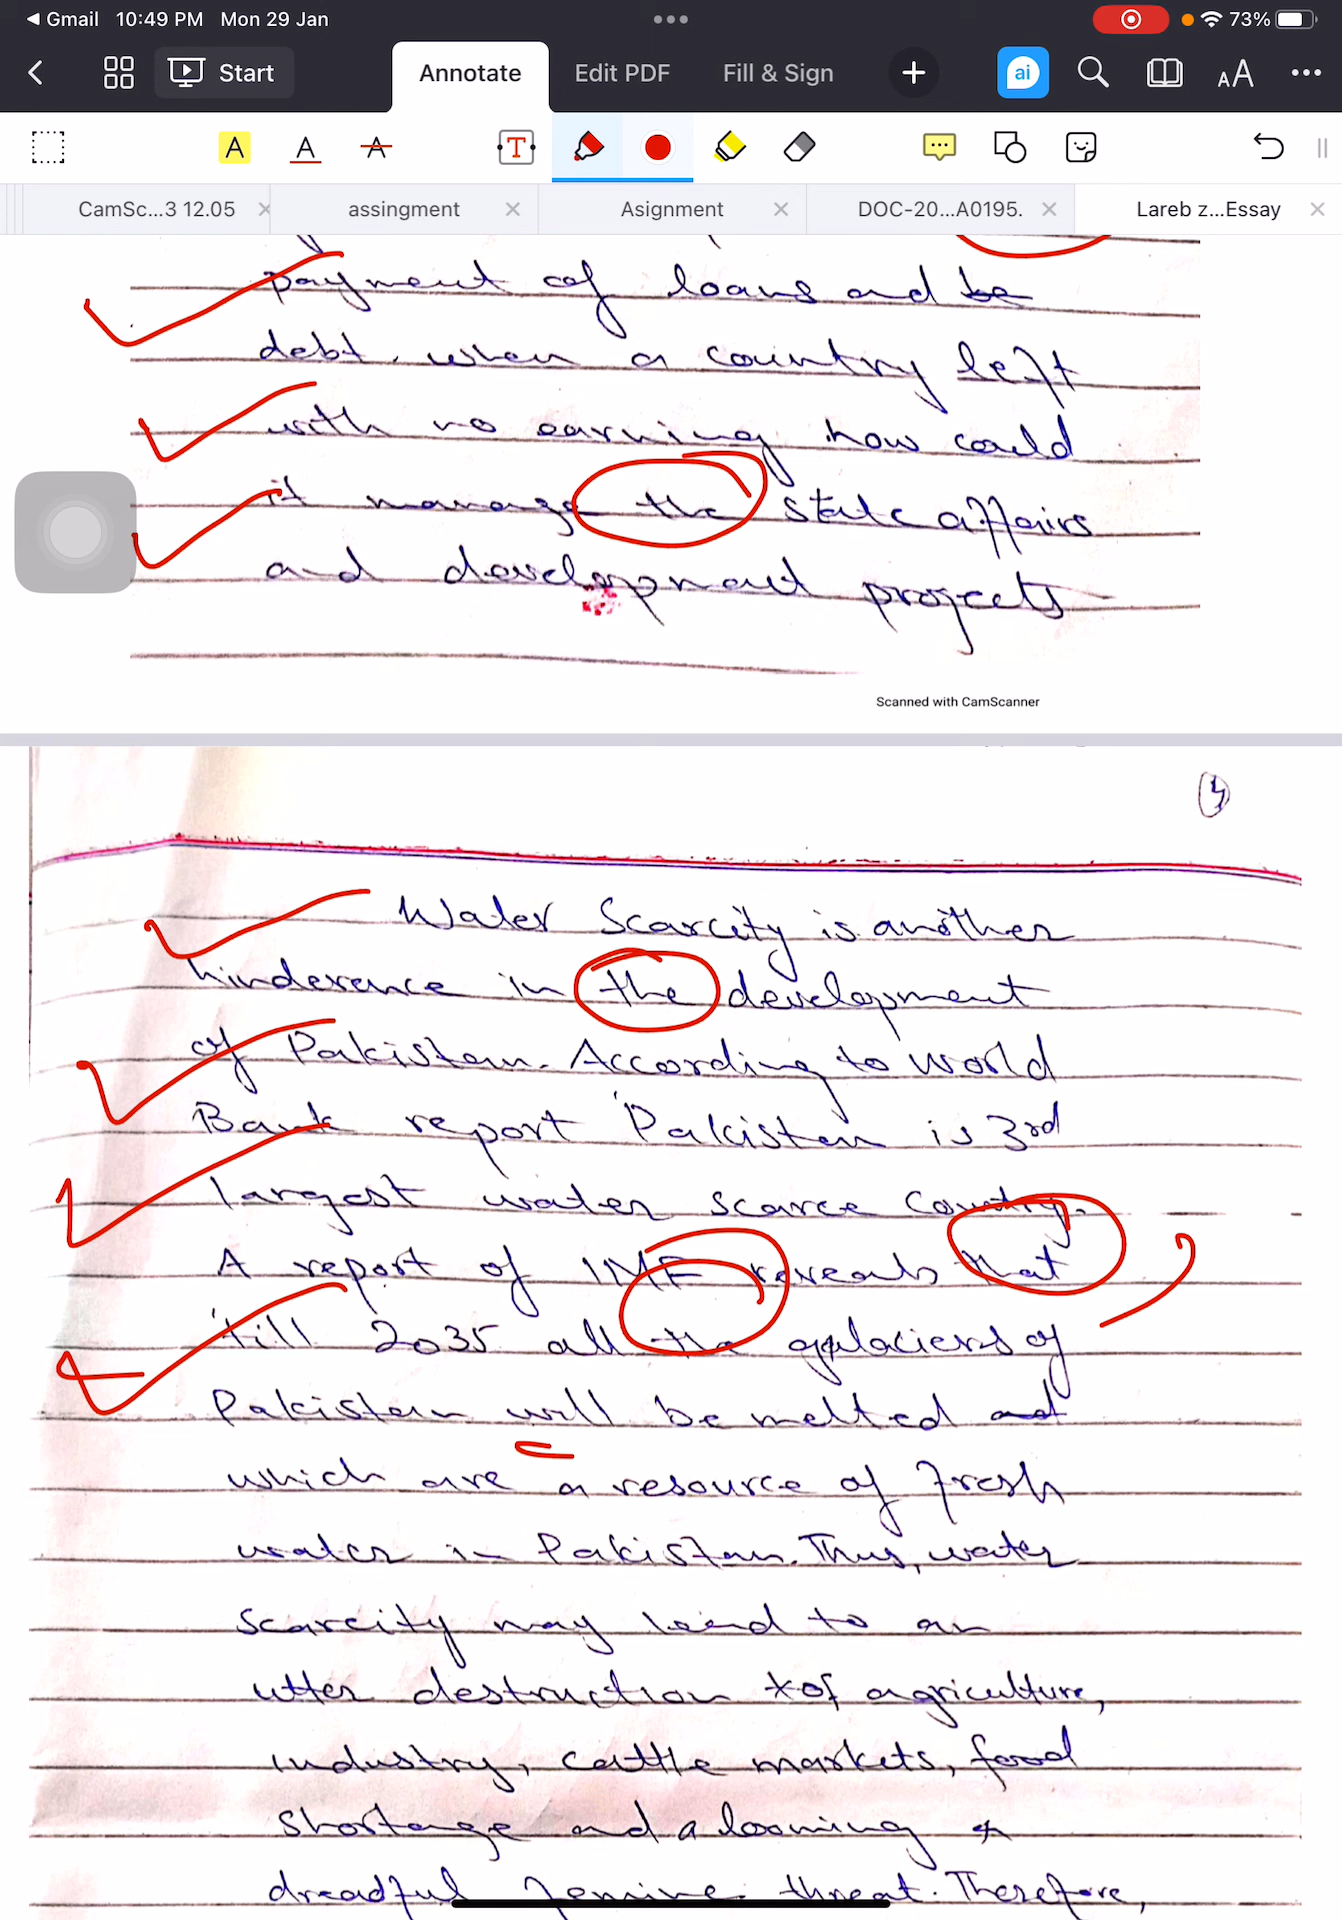 Gmail 10:49 PM Mon 29 Jan 73%
Start Annotate Edit PDF Fill & Sign ai AA
A A A T
CamSc...3 12.05 assingment Asignment DOC-20...A0195. Lareb z...Essay
payment of loans and be
debt. when a country left
with no earning how could
it manage the state affairs
and development projects
Scanned with CamScanner
4
Water Scarcity is another
hinderence in the development
of Pakistan. According to world
Bank report Pakistan is 3rd
largest water scarce country.
A report of IMF reveals that
till 2035 all the glaciers of
Pakistan will be melted and
which are a resource of fresh
water in Pakistan. Thus, water
scarcity may lead to an
utter destruction of agriculture,
industry, cattle markets, food
shortage and a looming
dreadful famine threat. Therefore,